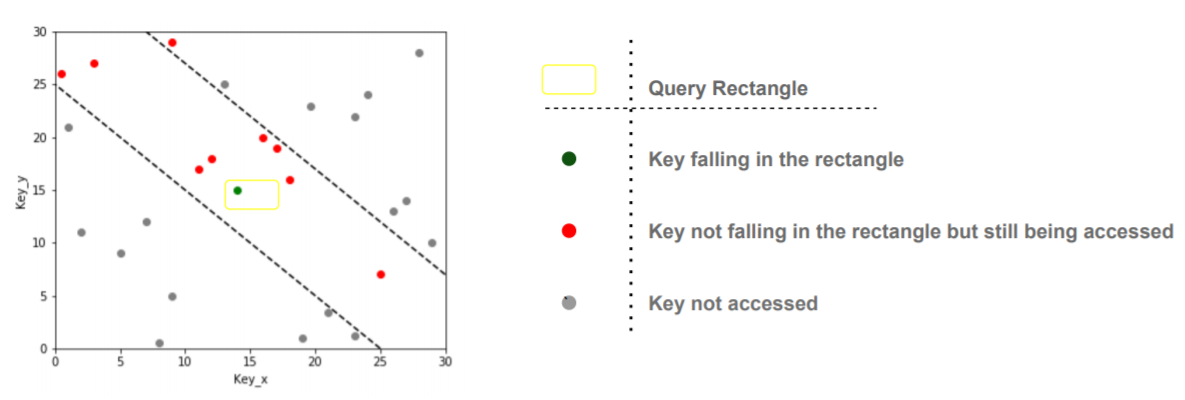 30
25
20
15
10
5
0
Key_y
0 5 10 15 20 25 30
Key_x
Query Rectangle
Key falling in the rectangle
Key not falling in the rectangle but still being accessed
Key not accessed